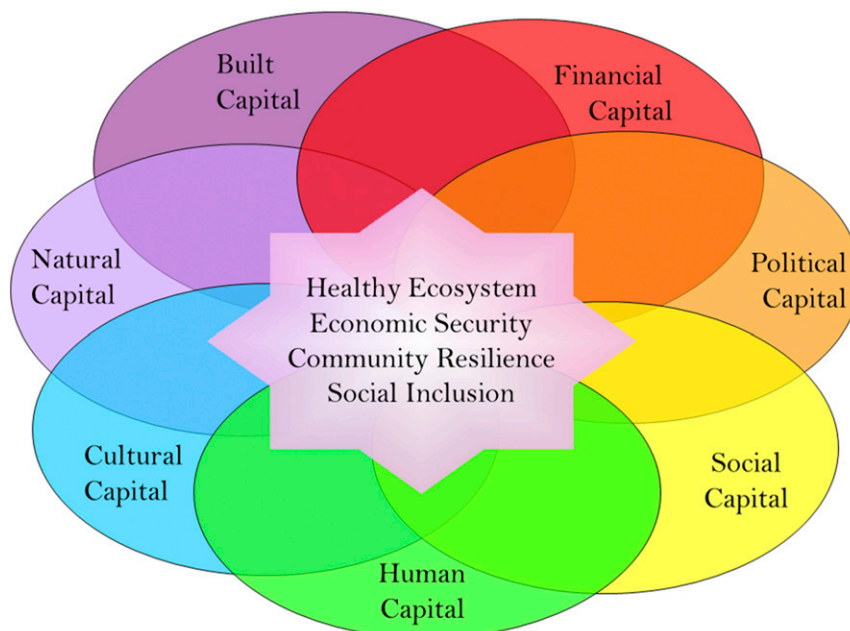 Built
Capital
Financial
Capital
Natural
Capital
Healthy Ecosystem
Economic Security
Community Resilience
Social Inclusion
Political
Capital
Cultural
Capital
Social
Capital
Human
Capital